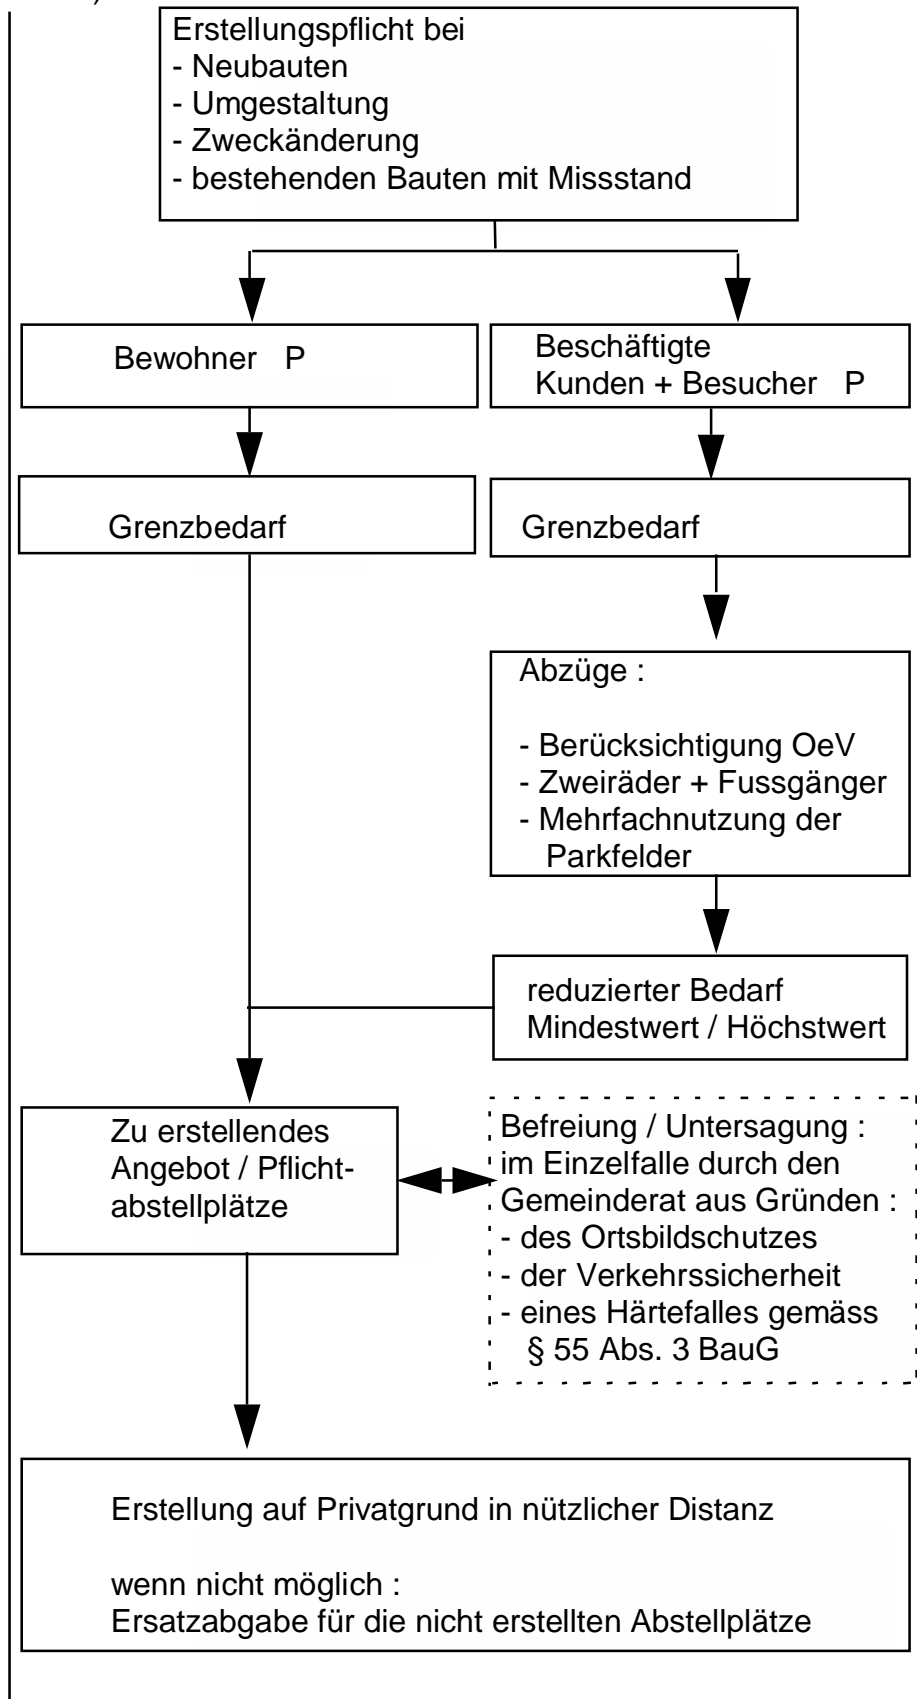 Erstellungspflicht bei
- Neubauten
- Umgestaltung
- Zweckänderung
- bestehenden Bauten mit Missstand
Bewohner P
Beschäftigte
Kunden + Besucher P
Grenzbedarf
Grenzbedarf
Abzüge :
- Berücksichtigung OeV
- Zweiräder + Fussgänger
- Mehrfachnutzung der
Parkfelder
reduzierter Bedarf
Mindestwert / Höchstwert
Zu erstellendes
Angebot / Pflicht-
abstellplätze
Befreiung / Untersagung :
im Einzelfalle durch den
Gemeinderat aus Gründen :
- des Ortsbildschutzes
- der Verkehrssicherheit
- eines Härtefalles gemäss
§ 55 Abs. 3 BauG
Erstellung auf Privatgrund in nützlicher Distanz
wenn nicht möglich :
Ersatzabgabe für die nicht erstellten Abstellplätze